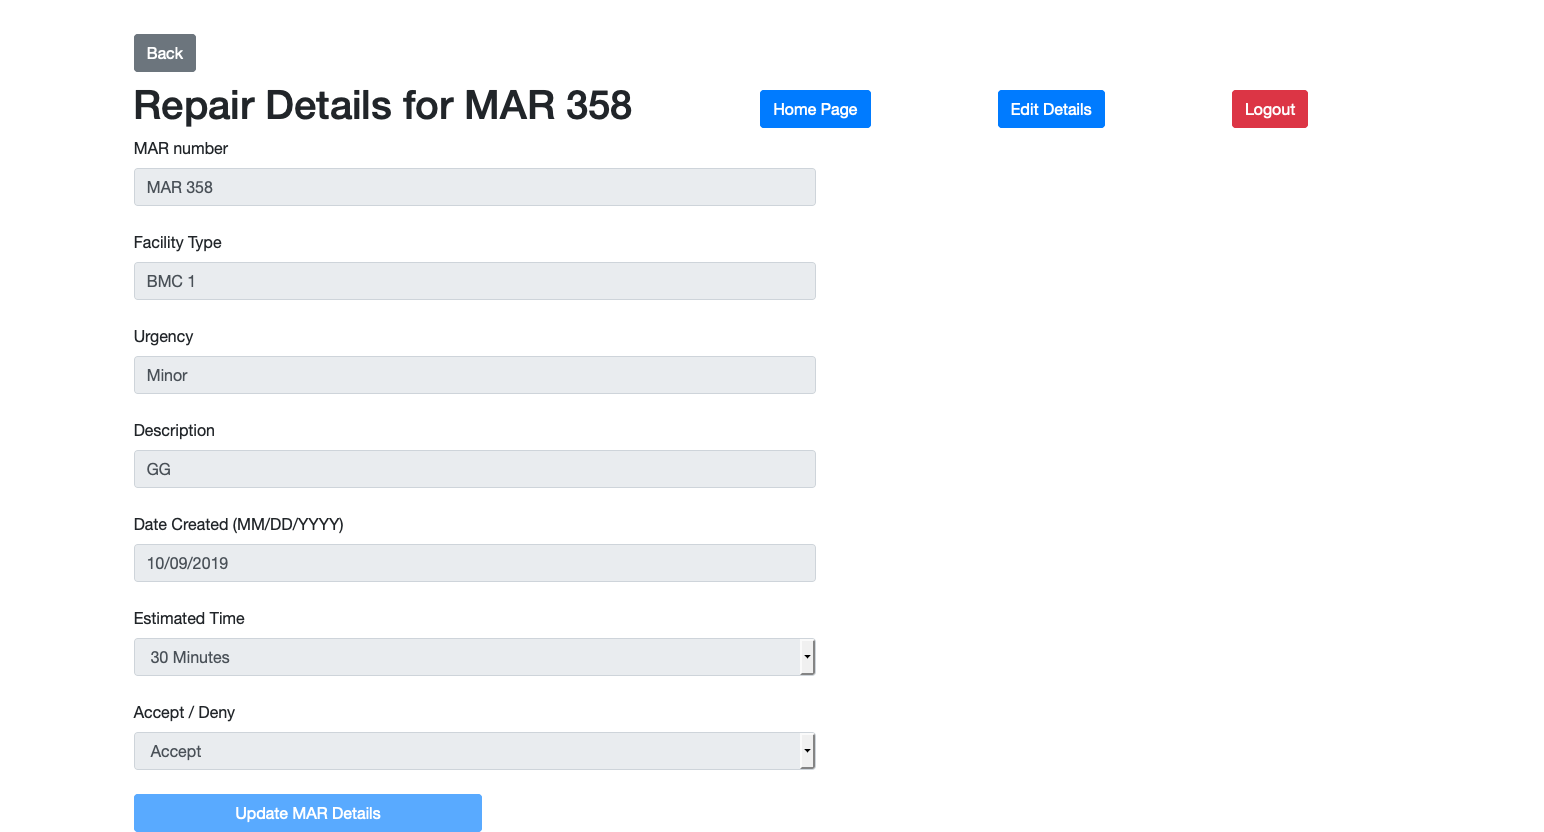 Back
Repair Details for MAR 358
Home Page
Edit Details
Logout
MAR number
MAR 358
Facility Type
BMC 1
Urgency
Minor
Description
GG
Date Created (MM/DD/YYYY)
10/09/2019
Estimated Time
30 Minutes
Accept / Deny
Accept
Update MAR Details